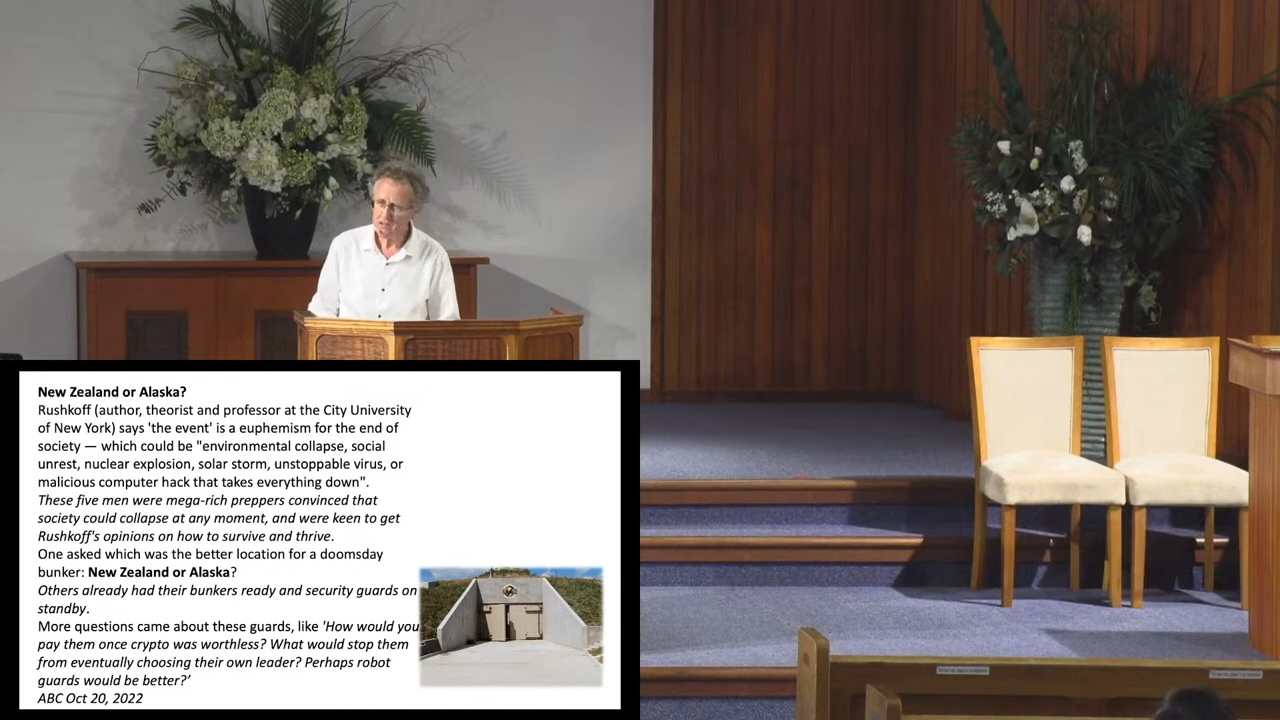 New Zealand or Alaska?
Rushkoff (author, theorist and professor at the City University
of New York) says 'the event' is a euphemism for the end of
society — which could be "environmental collapse, social
unrest, nuclear explosion, solar storm, unstoppable virus, or
malicious computer hack that takes everything down".
These five men were mega-rich preppers convinced that
society could collapse at any moment, and were keen to get
Rushkoff's opinions on how to survive and thrive.
One asked which was the better location for a doomsday
bunker: New Zealand or Alaska?
Others already had their bunkers ready and security guards on
standby.
More questions came about these guards, like 'How would you
pay them once crypto was worthless? What would stop them
from eventually choosing their own leader? Perhaps robot
guards would be better?’
ABC Oct 20, 2022